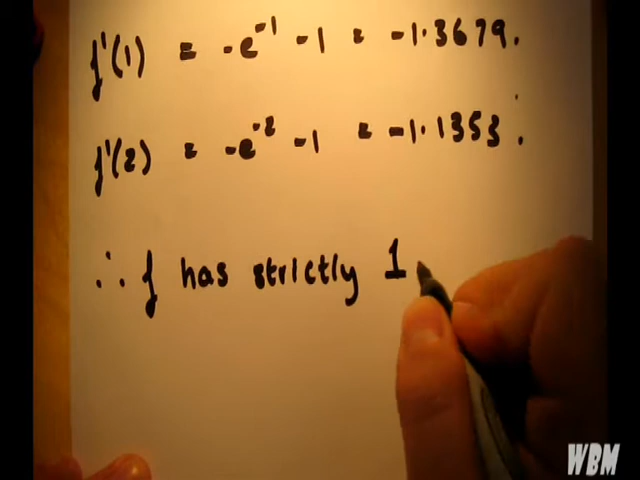 f'(1) = -e^-1 -1 = -1.3679.
f'(2) = -e^-2 -1 = -1.1353.
∴ f has strictly 1
WBM